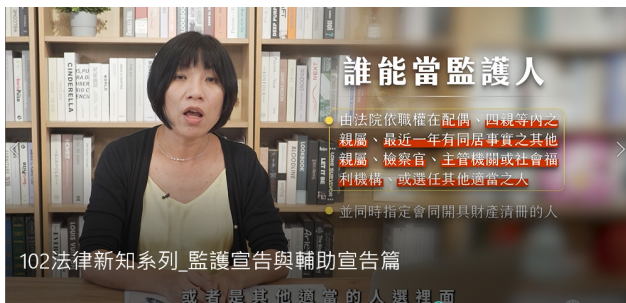 誰能當監護人
由法院依職權在配偶、四親等內之
親屬、最近一年有同居事實之其他
親屬、檢察官、主管機關或社會福
利機構、或選任其他適當之人
並同時指定會同開具財產清冊的人
102法律新知系列_監護宣告與輔助宣告篇
或者是其他適當的人選裡面
CINDERELLA
LOOKBOOK
LET IT BE